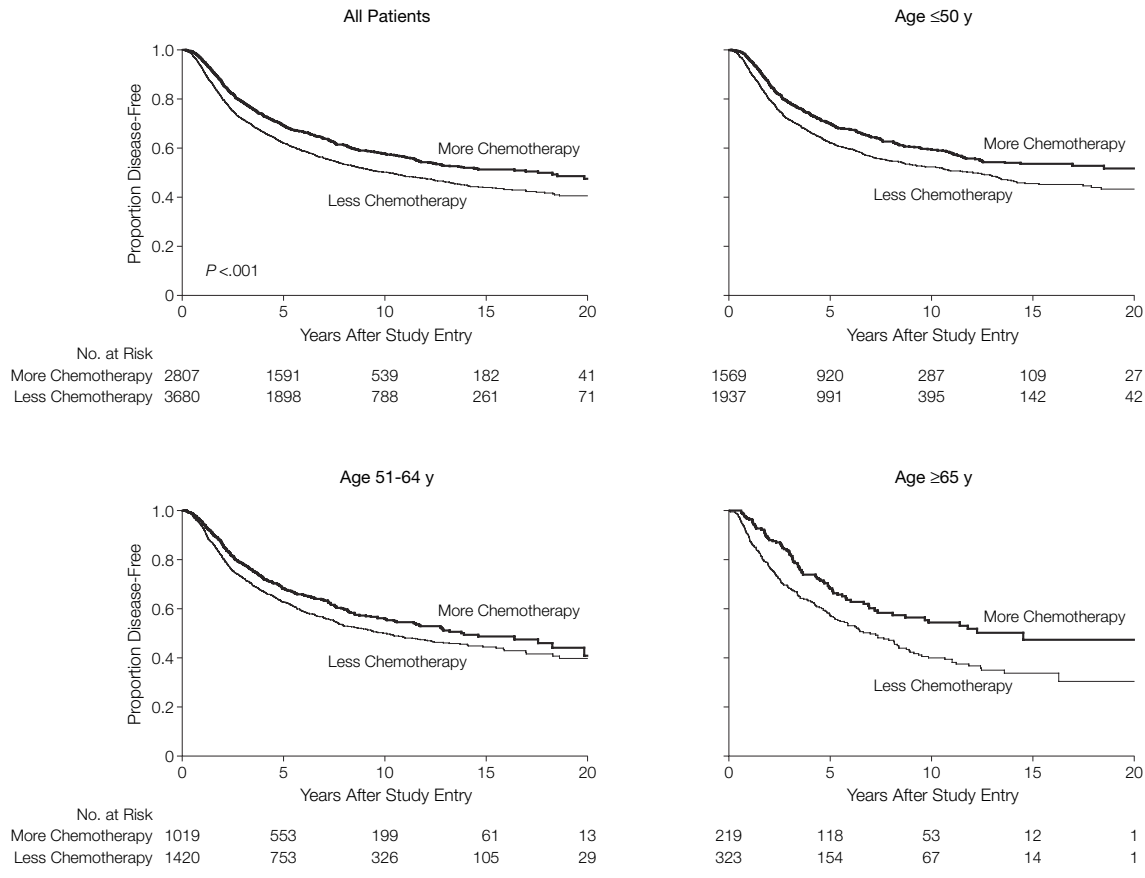 All Patients
1.0
0.8
0.6
0.4
0.2
0
Proportion Disease-Free
More Chemotherapy
Less Chemotherapy
P<.001
0 5 10 15 20
Years After Study Entry
No. at Risk
More Chemotherapy 2807 1591 539 182 41
Less Chemotherapy 3680 1898 788 261 71
Age ≤50 y
More Chemotherapy
Less Chemotherapy
0 5 10 15 20
Years After Study Entry
1569 920 287 109 27
1937 991 395 142 42
Age 51-64 y
1.0
0.8
0.6
0.4
0.2
0
Proportion Disease-Free
More Chemotherapy
Less Chemotherapy
0 5 10 15 20
Years After Study Entry
No. at Risk
More Chemotherapy 1019 553 199 61 13
Less Chemotherapy 1420 753 326 105 29
Age ≥65 y
More Chemotherapy
Less Chemotherapy
0 5 10 15 20
Years After Study Entry
219 118 53 12 1
323 154 67 14 1